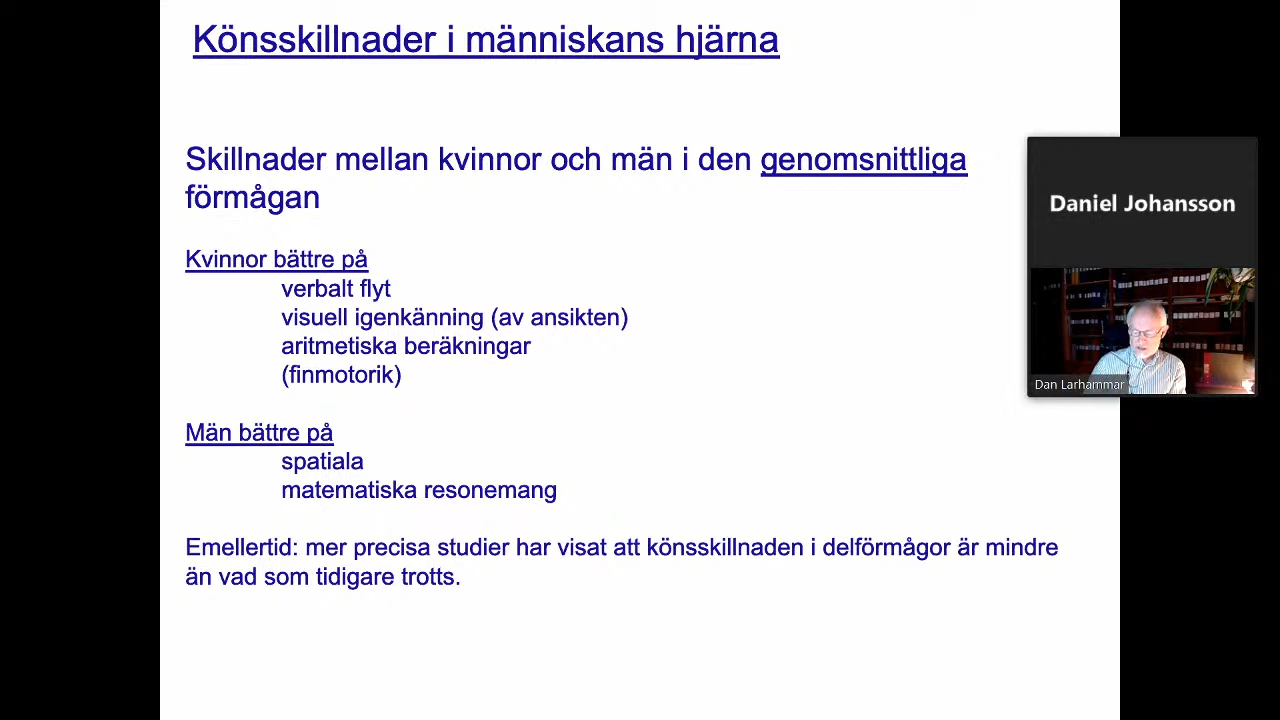 Könsskillnader i människans hjärna
Skillnader mellan kvinnor och män i den genomsnittliga
förmågan
Kvinnor bättre på
verbalt flyt
visuell igenkänning (av ansikten)
aritmetiska beräkningar
(finmotorik)
Män bättre på
spatiala
matematiska resonemang
Emellertid: mer precisa studier har visat att könsskillnaden i delförmågor är mindre
än vad som tidigare trotts.
Daniel Johansson
Dan Larhammar